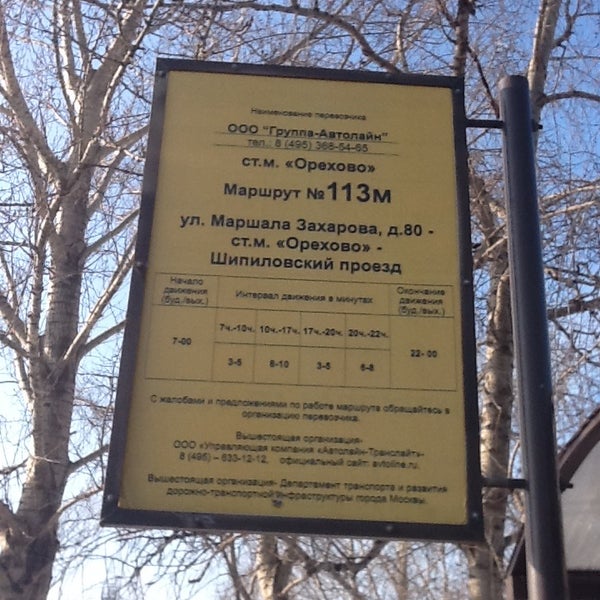 Наименование перевозчика
ООО "Группа-Автолайн"
тел.: 8 (495) 368-54-65
ст.м. «Орехово»
Маршрут №113м
ул. Маршала Захарова, д.80 -
ст.м. «Орехово» -
Шипиловский проезд
Начало движения (буд./вых.) Интервал движения в минутах Окончание движения (буд./вых.)
7ч.-10ч. 10ч.-17ч. 17ч.-20ч. 20ч.-22ч.
7-00 3-5 8-10 3-5 6-8 22- 00
С жалобами и предложениями по работе маршрута обращайтесь в
организацию перевозчика.
Вышестоящая организация-
ООО «Управляющая компания «Автолайн-Транслайт»-
8 (495) – 633-12-12, официальный сайт: avtoline.ru.
Вышестоящая организация- Департамент транспорта и развития
дорожно-транспортной инфраструктуры города Москвы.